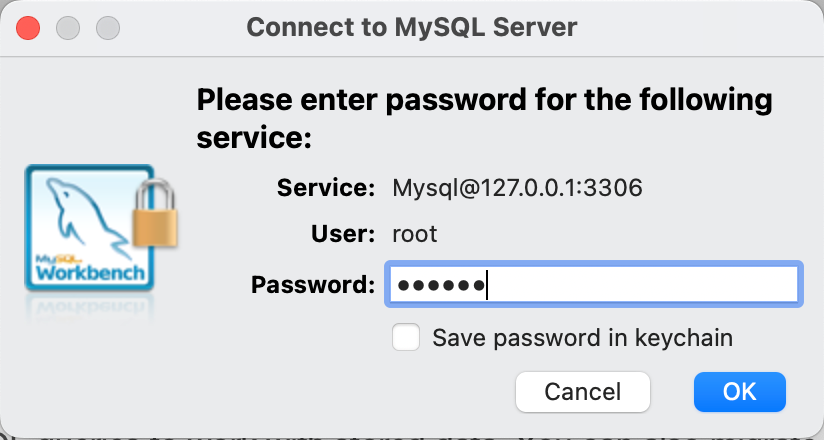 Connect to MySQL Server
Please enter password for the following
service:
Service: Mysql@127.0.0.1:3306
User: root
MySQL
Workbench
Password: ••••••
Save password in keychain
Cancel OK